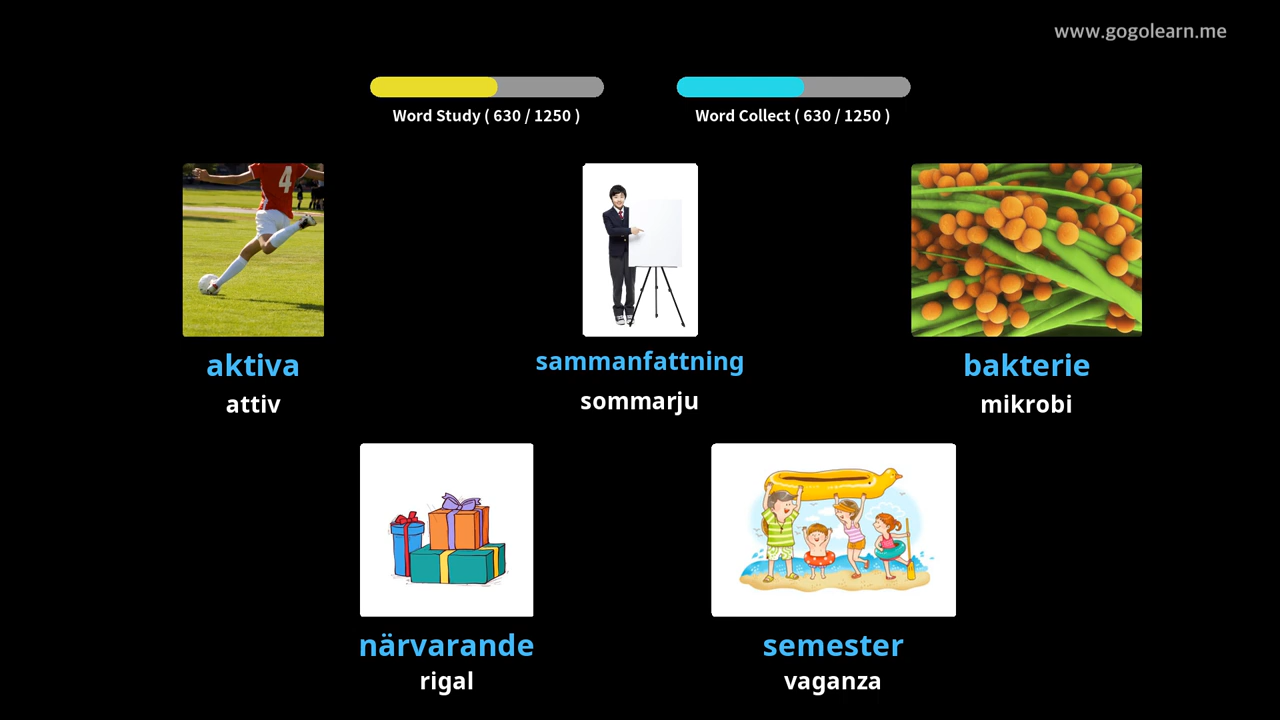 www.gogolearn.me
Word Study ( 630 / 1250 )
Word Collect ( 630 / 1250 )
4
aktiva
attiv
sammanfattning
sommarju
bakterie
mikrobi
närvarande
rigal
semester
vaganza